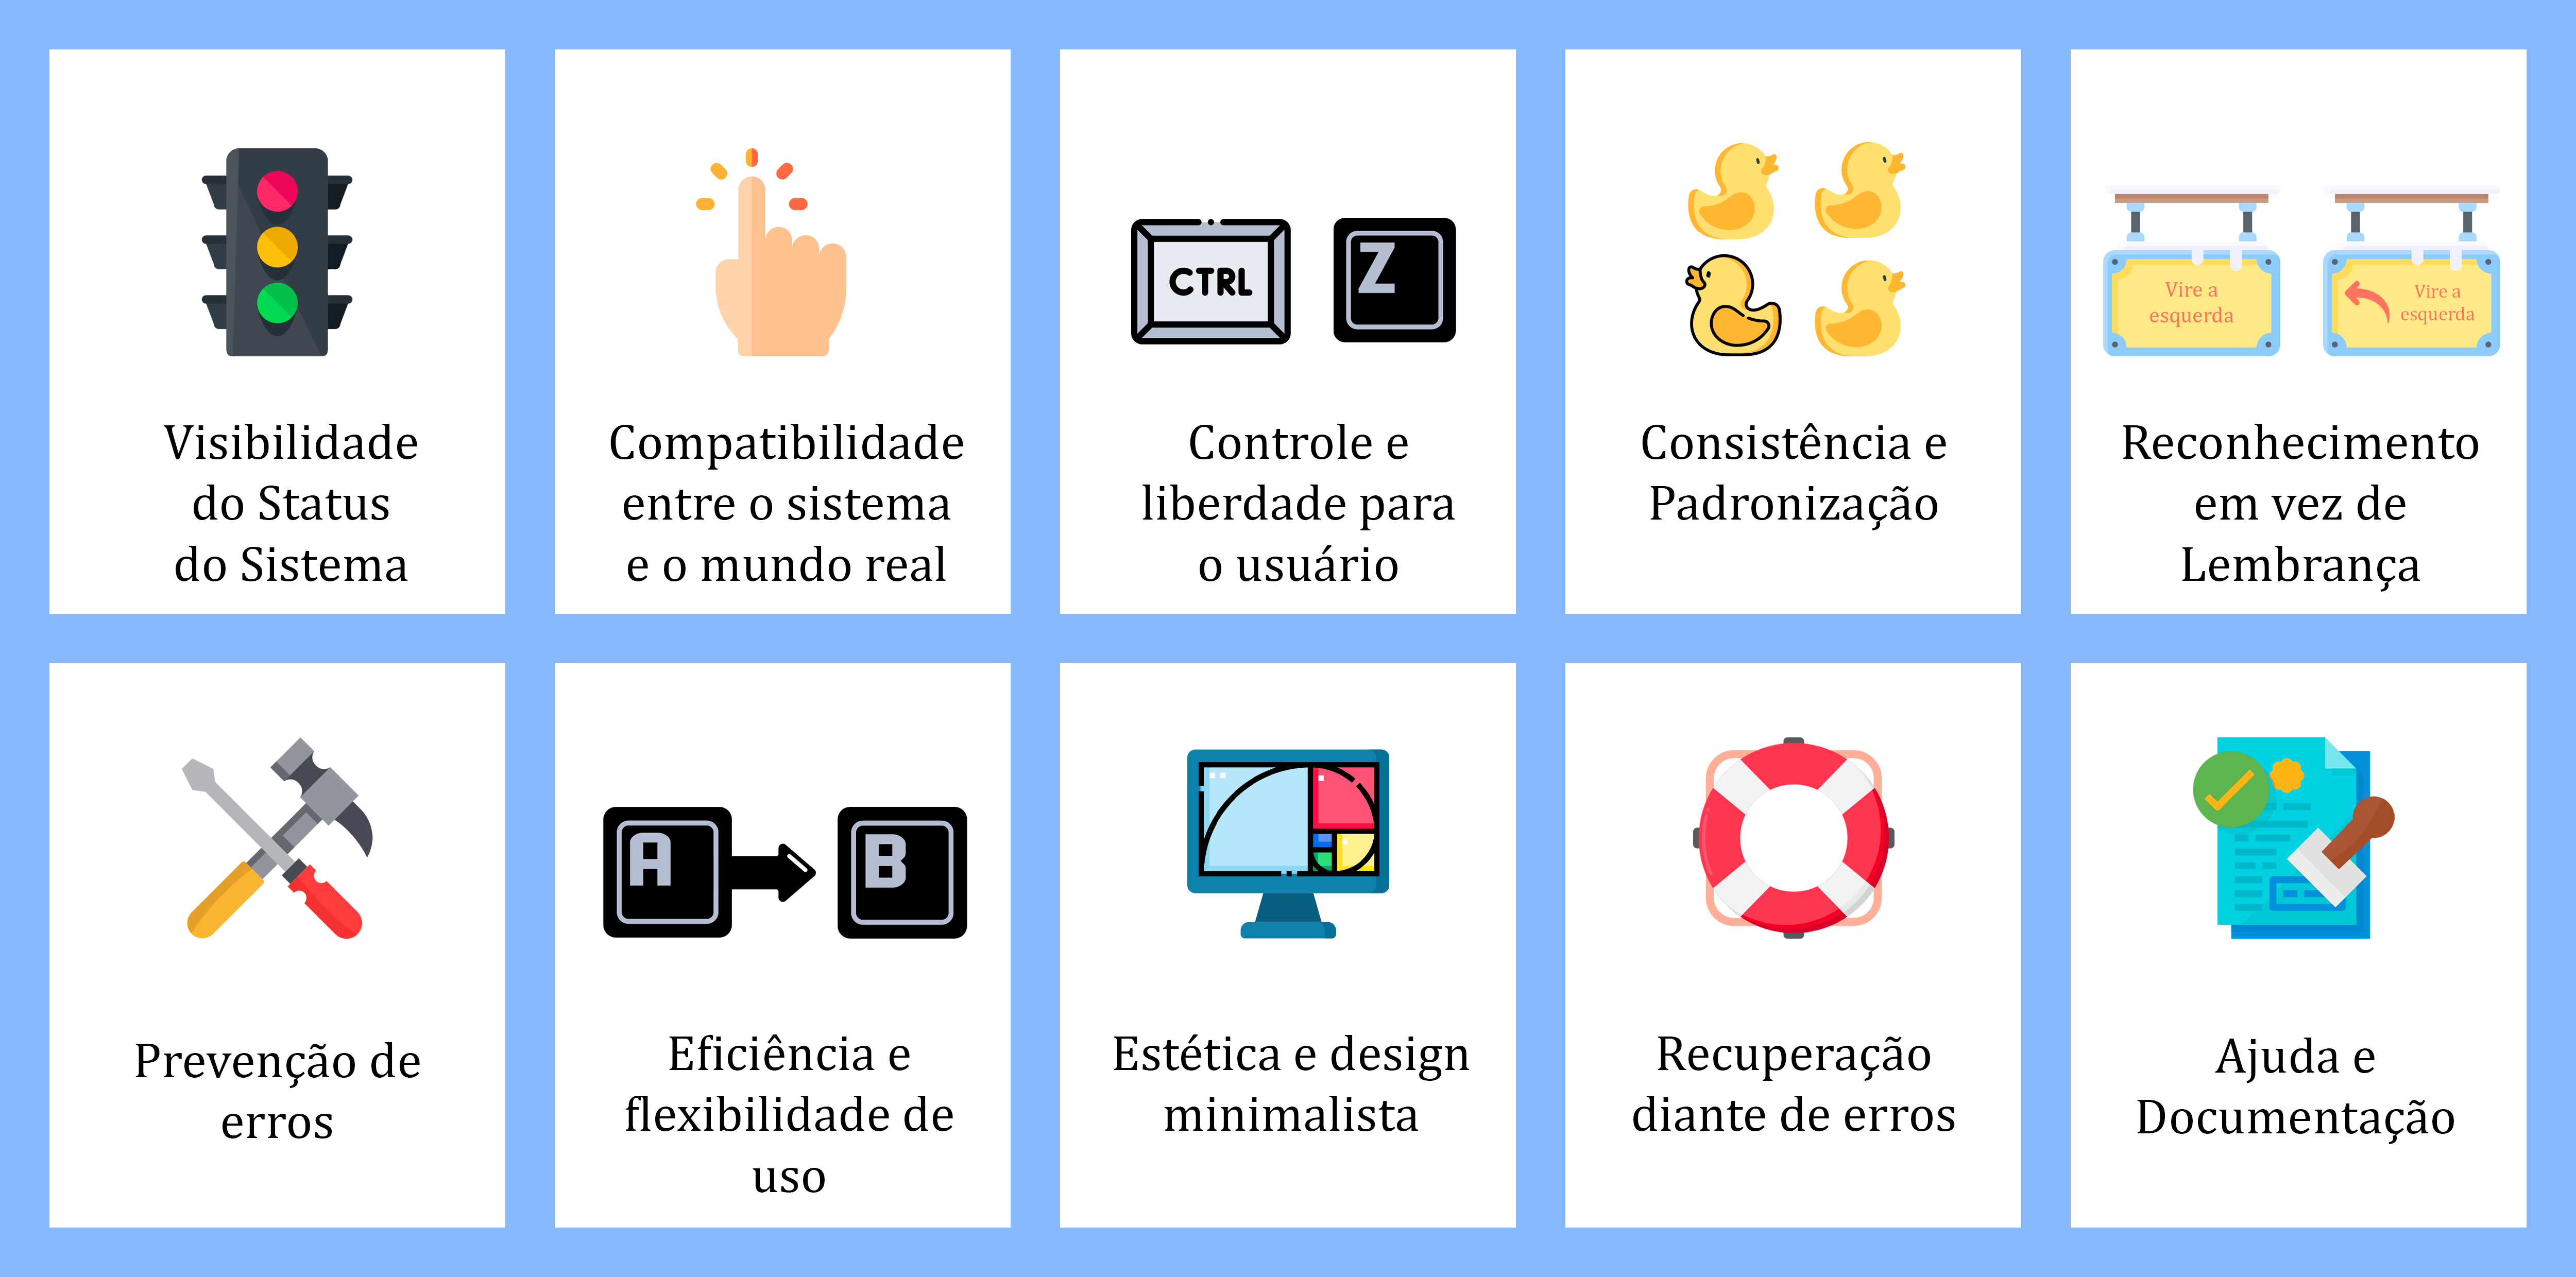 Visibilidade
do Status
do Sistema
Compatibilidade
entre o sistema
e o mundo real
CTRL
Z
Controle e
liberdade para
o usuário
Consistência e
Padronização
Vire a
esquerda
Vire a
esquerda
Reconhecimento
em vez de
Lembrança
Prevenção de
erros
A
B
Eficiência e
flexibilidade de
uso
Estética e design
minimalista
Recuperação
diante de erros
Ajuda e
Documentação